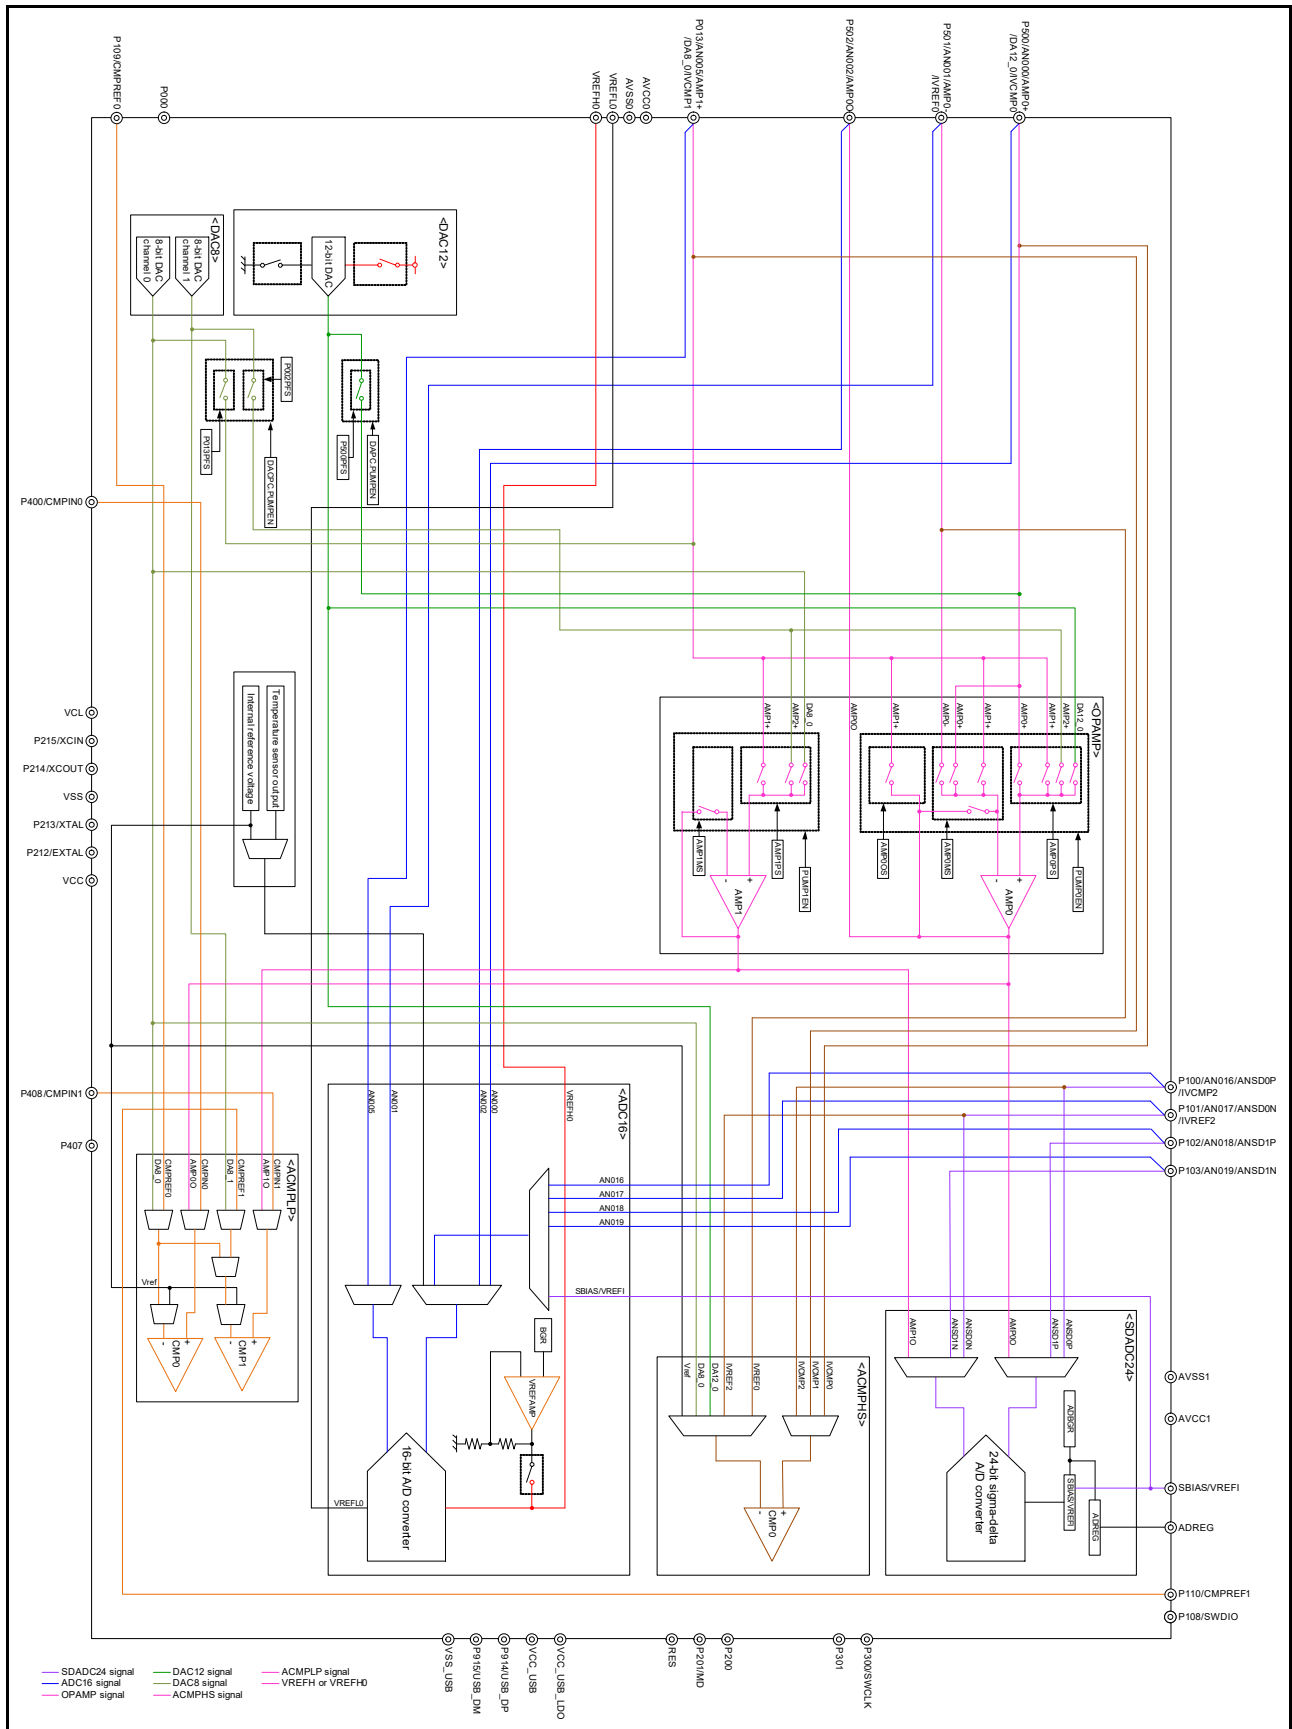 P109/CMPREF0
P000
VREFH0
VREFL0
AVSS0
AVCC0
P013/AN005/AMP1+
/DA8_0/IVCMP1
P502/AN002/AMP0O
P501/AN001/AMP0-
/IVREF0
P500/AN000/AMP0+
/DA12_0/IVCMP0
<DAC8>
8-bit DAC
channel 1
8-bit DAC
channel 0
<DAC12>
12-bit DAC
P002PFS
P013PFS
DACPC.PUMPEN
P500PFS
DAPC.PUMPEN
P400/CMPIN0
VCL
P215/XCIN
P214/XCOUT
VSS
P213/XTAL
P212/EXTAL
VCC
P408/CMPIN1
P407
Temperature sensor output
Internal reference voltage
<OPAMP>
AMP1+
AMP2+
DA8_0
AMP0O
AMP1+
AMP0-
AMP0+
AMP1+
AMP0+
AMP1+
AMP2+
DA12_0
AMP1MS
AMP1PS
PUMP1EN
AMP0OS
AMP0MS
AMP0PS
PUMP0EN
-
+
AMP1
-
+
AMP0
<ACMPLP>
DA8_0
CMPREF0
AMP0O
CMPIN0
DA8_1
CMPREF1
AMP1O
CMPIN1
Vref
-
+
CMP0
-
+
CMP1
<ADC16>
AN005
AN001
AN002
AN000
VREFH0
AN016
AN017
AN018
AN019
SBIAS/VREFI
BGR
VREFAMP
VREFL0
16-bit A/D converter
<ACMPHS>
Vref
DA8_0
DA12_0
IVREF2
IVREF0
IVCMP2
IVCMP1
IVCMP0
-
+
CMP0
<SDADC24>
AMP1O
ANSD1N
ANSD0N
AMP0O
ANSD1P
ANSD0P
ADBGR
SBIAS/VREFI
ADREG
24-bit sigma-delta
A/D converter
P100/AN016/ANSD0P
/IVCMP2
P101/AN017/ANSD0N
/IVREF2
P102/AN018/ANSD1P
P103/AN019/ANSD1N
AVSS1
AVCC1
SBIAS/VREFI
ADREG
P110/CMPREF1
P108/SWDIO
VSS_USB
P915/USB_DM
P914/USB_DP
VCC_USB
VCC_USB_LDO
RES
P201/MD
P200
P301
P300/SWCLK
SDADC24 signal
ADC16 signal
OPAMP signal
DAC12 signal
DAC8 signal
ACMPHS signal
ACMPLP signal
VREFH or VREFH0